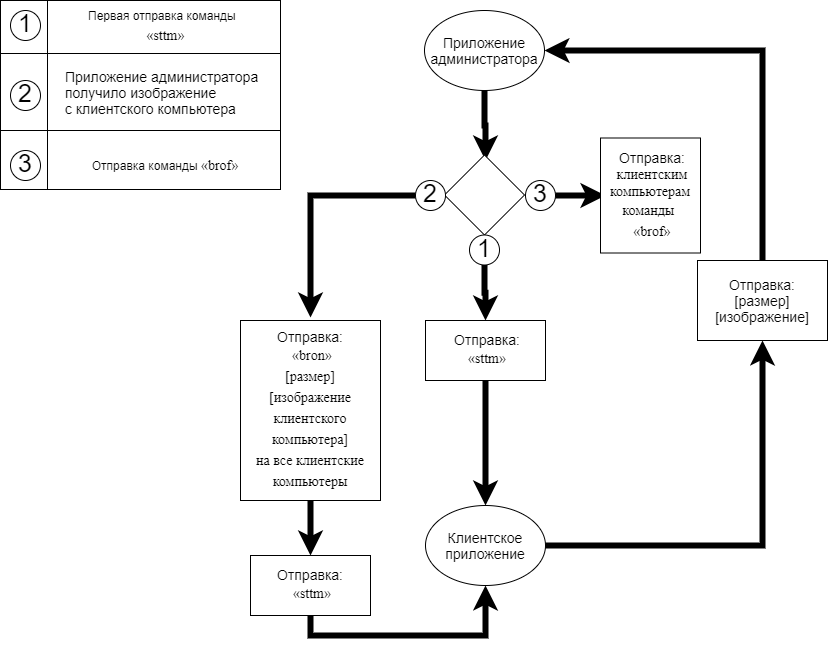 1
Первая отправка команды
«sttm»
2
Приложение администратора
получило изображение
с клиентского компьютера
3
Отправка команды «brof»
Приложение
администратора
2
3
1
Отправка:
клиентским
компьютерам
команды
«brof»
Отправка:
[размер]
[изображение]
Отправка:
«bron»
[размер]
[изображение
клиентского
компьютера]
на все клиентские
компьютеры
Отправка:
«sttm»
Клиентское
приложение
Отправка:
«sttm»